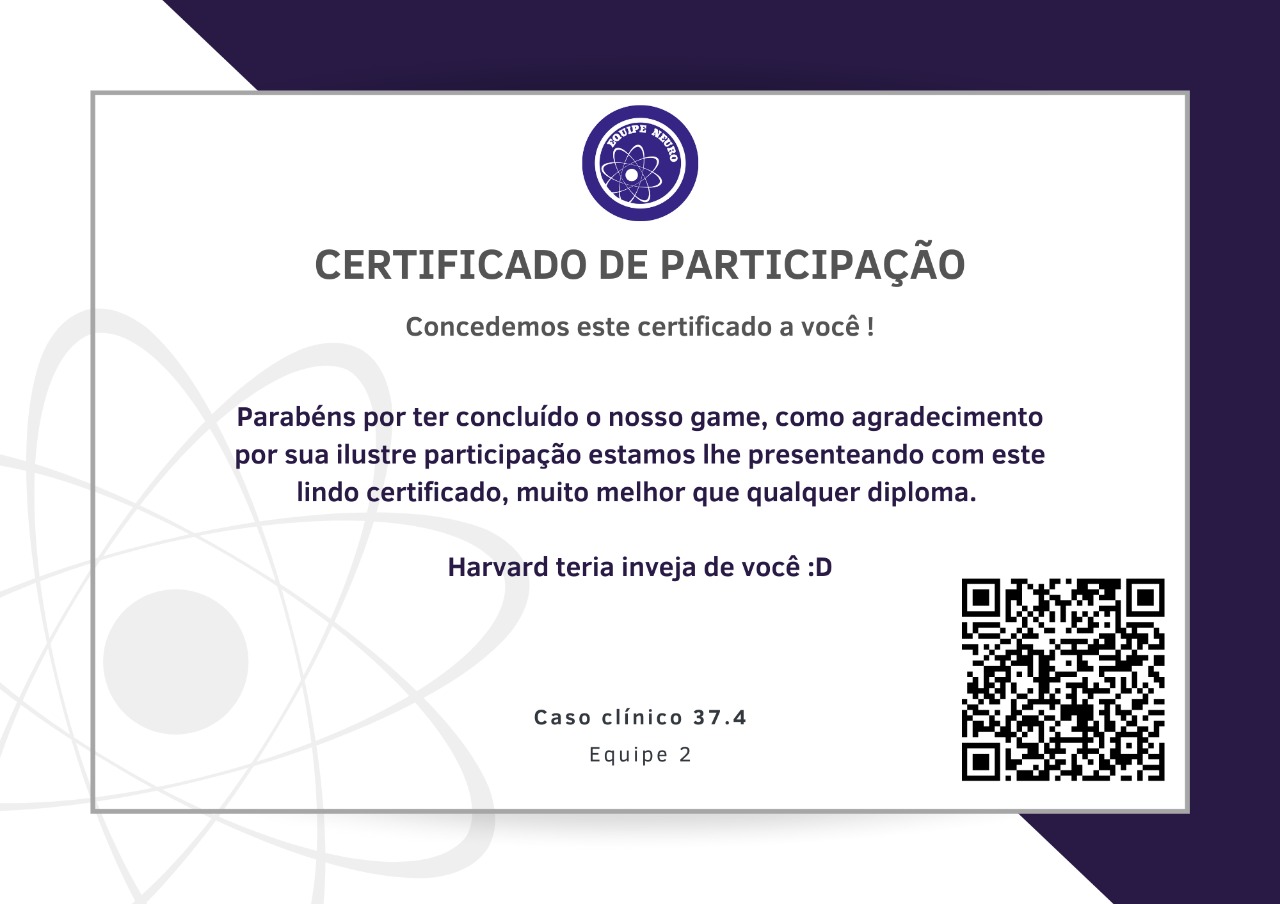 EQUIPE NEURO
CERTIFICADO DE PARTICIPAÇÃO
Concedemos este certificado a você !
Parabéns por ter concluído o nosso game, como agradecimento
por sua ilustre participação estamos lhe presenteando com este
lindo certificado, muito melhor que qualquer diploma.
Harvard teria inveja de você :D
Caso clínico 37.4
Equipe 2